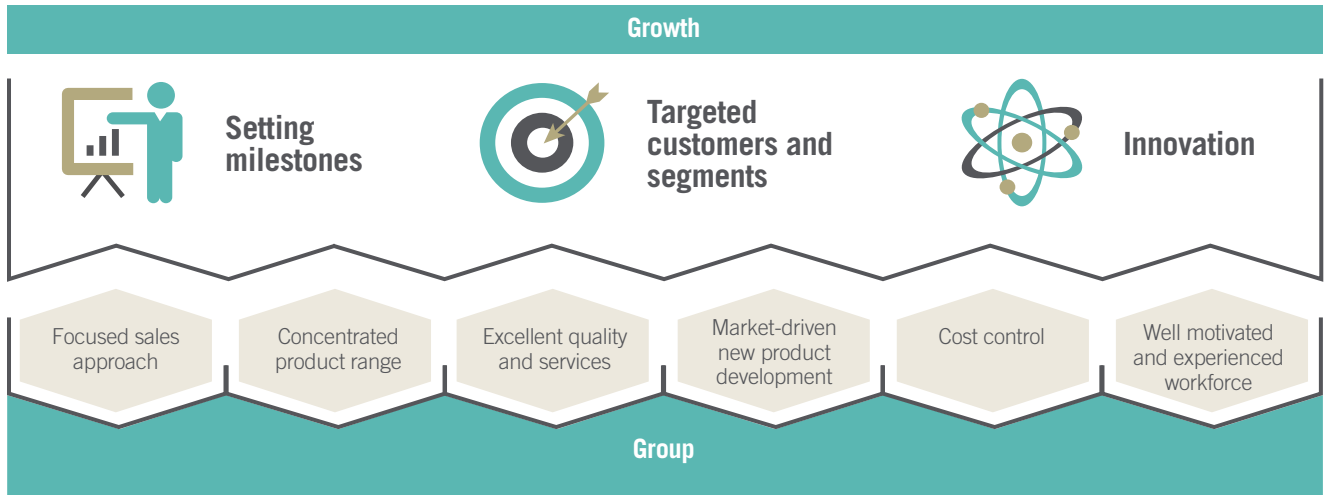 Growth
Setting
milestones
Targeted
customers and
segments
Innovation
Focused sales
approach
Concentrated
product range
Excellent quality
and services
Market-driven
new product
development
Cost control
Well motivated
and experienced
workforce
Group